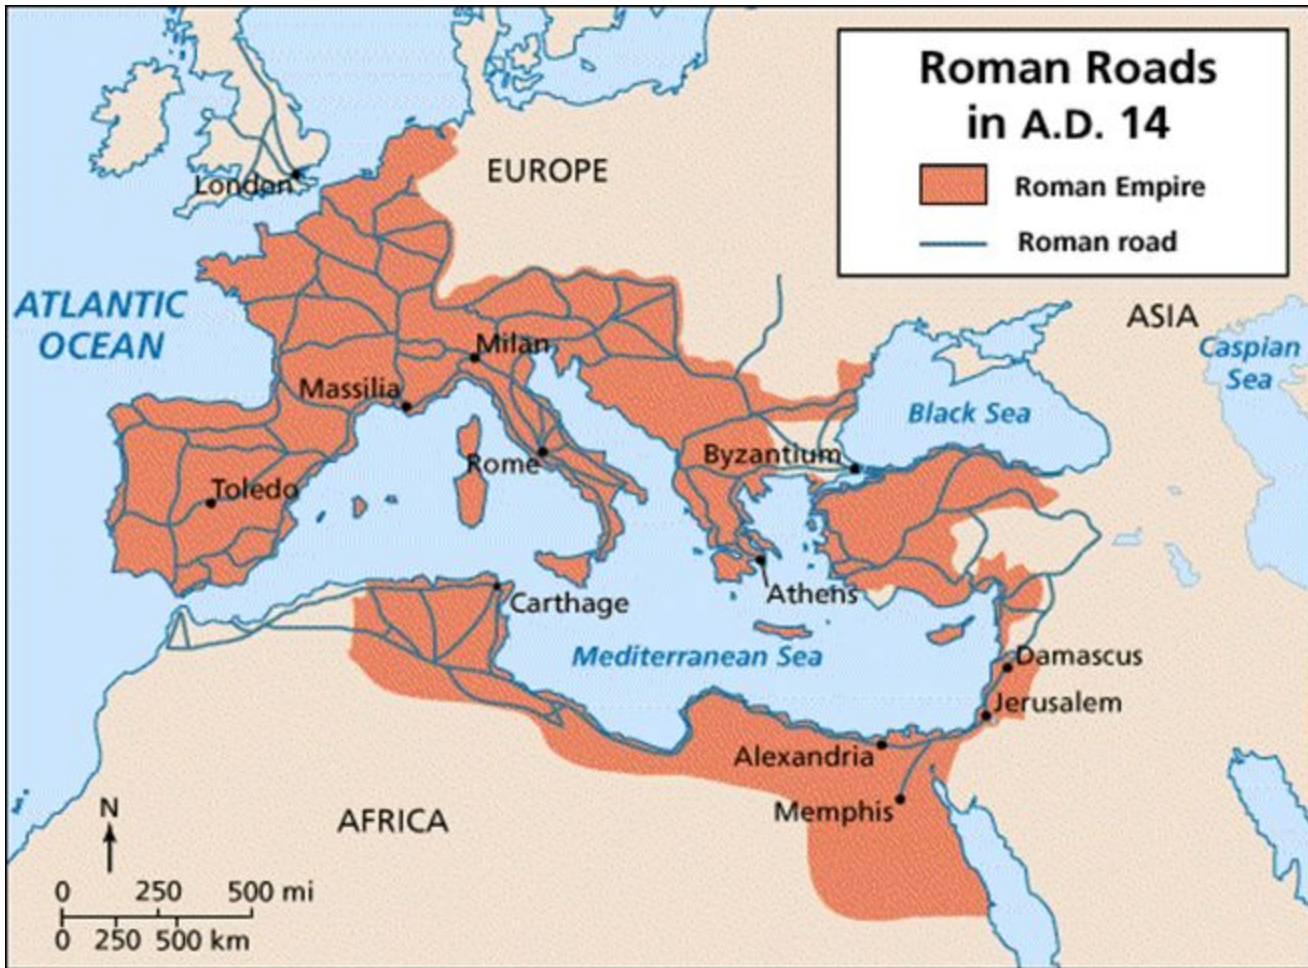 Roman Roads
in A.D. 14
Roman Empire
Roman road
EUROPE
London
ATLANTIC
OCEAN
ASIA
Caspian
Sea
Milan
Massilia
Black Sea
Byzantium
Rome
Toledo
Athens
Carthage
Mediterranean Sea
Damascus
Jerusalem
Alexandria
Memphis
AFRICA
N
0 250 500 mi
0 250 500 km